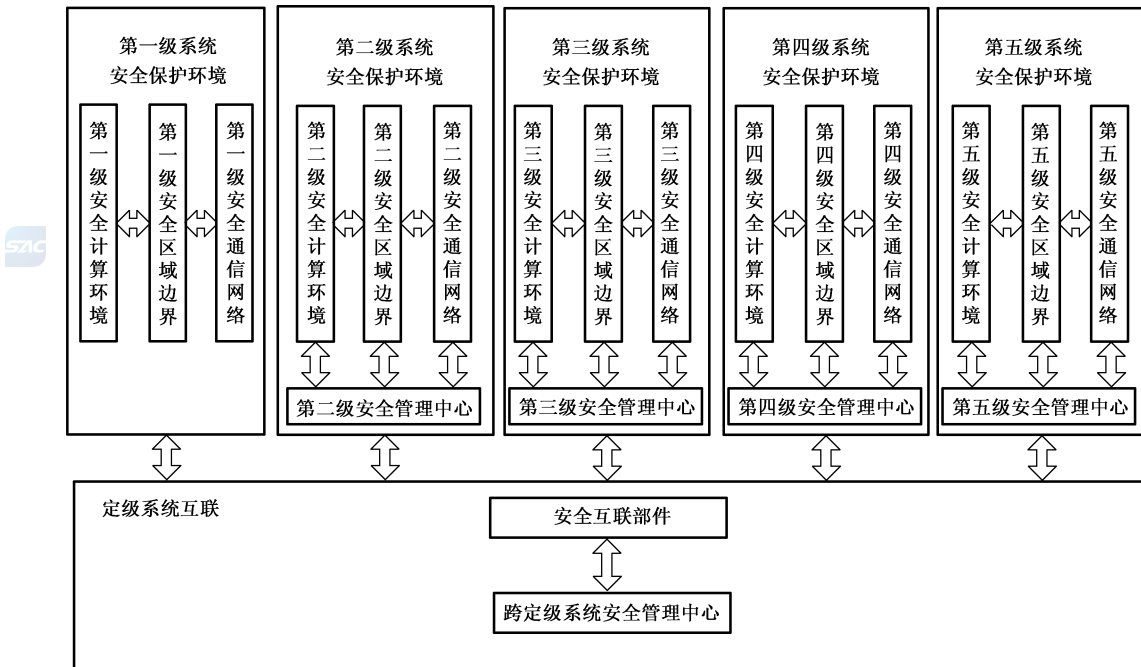 第一级系统
安全保护环境
第一级安全计算环境
第一级安全区域边界
第一级安全通信网络
第二级系统
安全保护环境
第二级安全计算环境
第二级安全区域边界
第二级安全通信网络
第二级安全管理中心
第三级系统
安全保护环境
第三级安全计算环境
第三级安全区域边界
第三级安全通信网络
第三级安全管理中心
第四级系统
安全保护环境
第四级安全计算环境
第四级安全区域边界
第四级安全通信网络
第四级安全管理中心
第五级系统
安全保护环境
第五级安全计算环境
第五级安全区域边界
第五级安全通信网络
第五级安全管理中心
SAC
定级系统互联
安全互联部件
跨定级系统安全管理中心